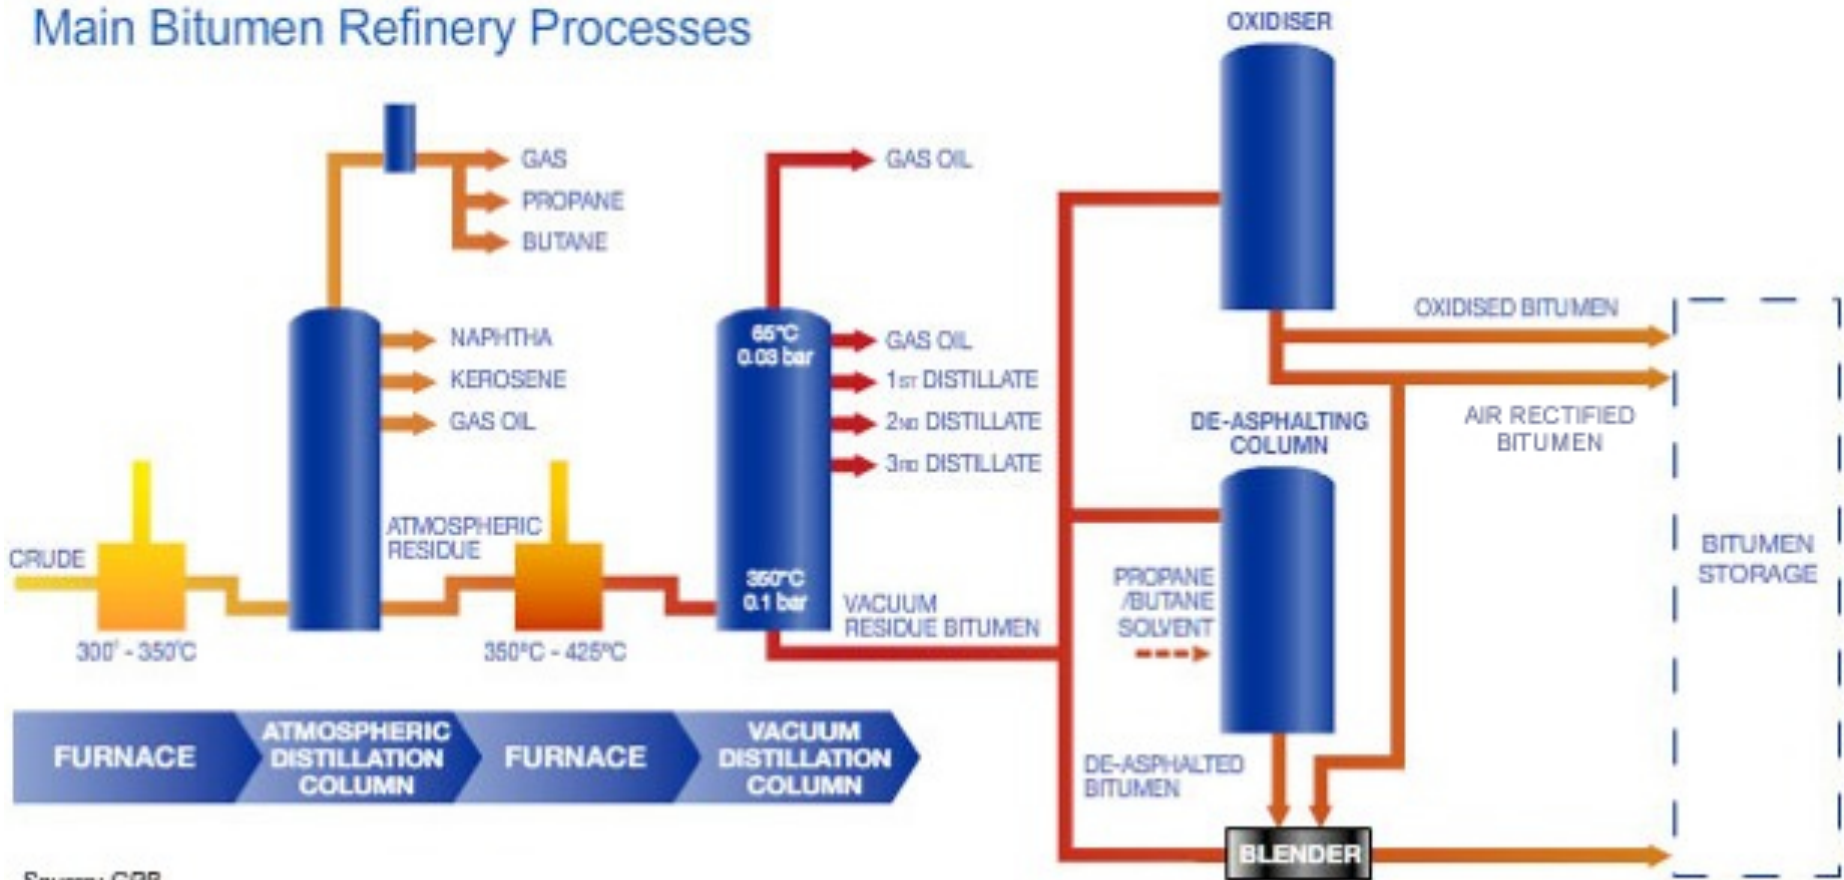 Main Bitumen Refinery Processes
OXIDISER
GAS
PROPANE
BUTANE
GAS OIL
NAPHTHA
KEROSENE
GAS OIL
65°C
0.03 bar
GAS OIL
1ST DISTILLATE
2ND DISTILLATE
3RD DISTILLATE
OXIDISED BITUMEN
AIR RECTIFIED
BITUMEN
DE-ASPHALTING
COLUMN
CRUDE
ATMOSPHERIC
RESIDUE
350°C
0.1 bar
VACUUM
RESIDUE BITUMEN
PROPANE
/BUTANE
SOLVENT
BITUMEN
STORAGE
300° - 350°C
350°C - 425°C
FURNACE
ATMOSPHERIC
DISTILLATION
COLUMN
FURNACE
VACUUM
DISTILLATION
COLUMN
DE-ASPHALTED
BITUMEN
BLENDER